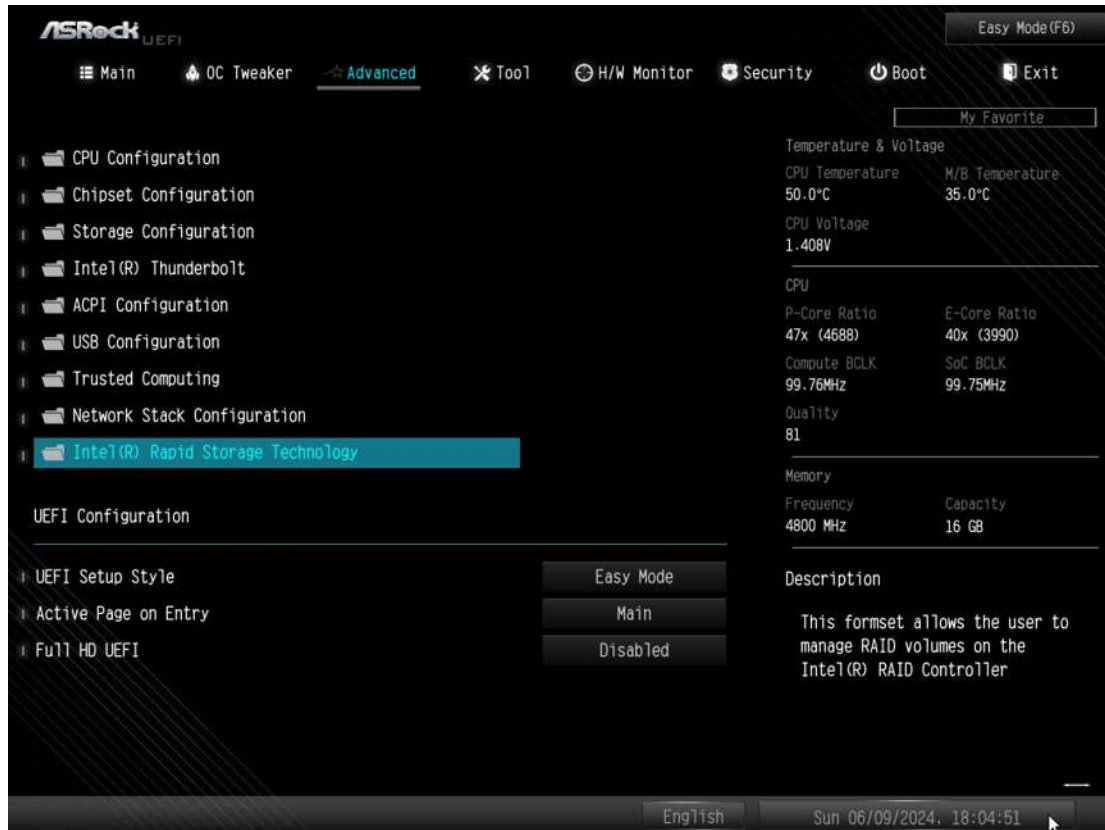 ASRock UEFI
Easy Mode(F6)
Main OC Tweaker Advanced Tool H/W Monitor Security Boot Exit
My Favorite
CPU Configuration
Chipset Configuration
Storage Configuration
Intel(R) Thunderbolt
ACPI Configuration
USB Configuration
Trusted Computing
Network Stack Configuration
Intel(R) Rapid Storage Technology
UEFI Configuration
UEFI Setup Style Easy Mode
Active Page on Entry Main
Full HD UEFI Disabled
Temperature & Voltage
CPU Temperature M/B Temperature
50.0°C 35.0°C
CPU Voltage
1.408V
CPU
P-Core Ratio E-Core Ratio
47x (4688) 40x (3990)
Compute BCLK SoC BCLK
99.76MHz 99.75MHz
Quality
81
Memory
Frequency Capacity
4800 MHz 16 GB
Description
This formset allows the user to
manage RAID volumes on the
Intel(R) RAID Controller
English Sun 06/09/2024. 18:04:51